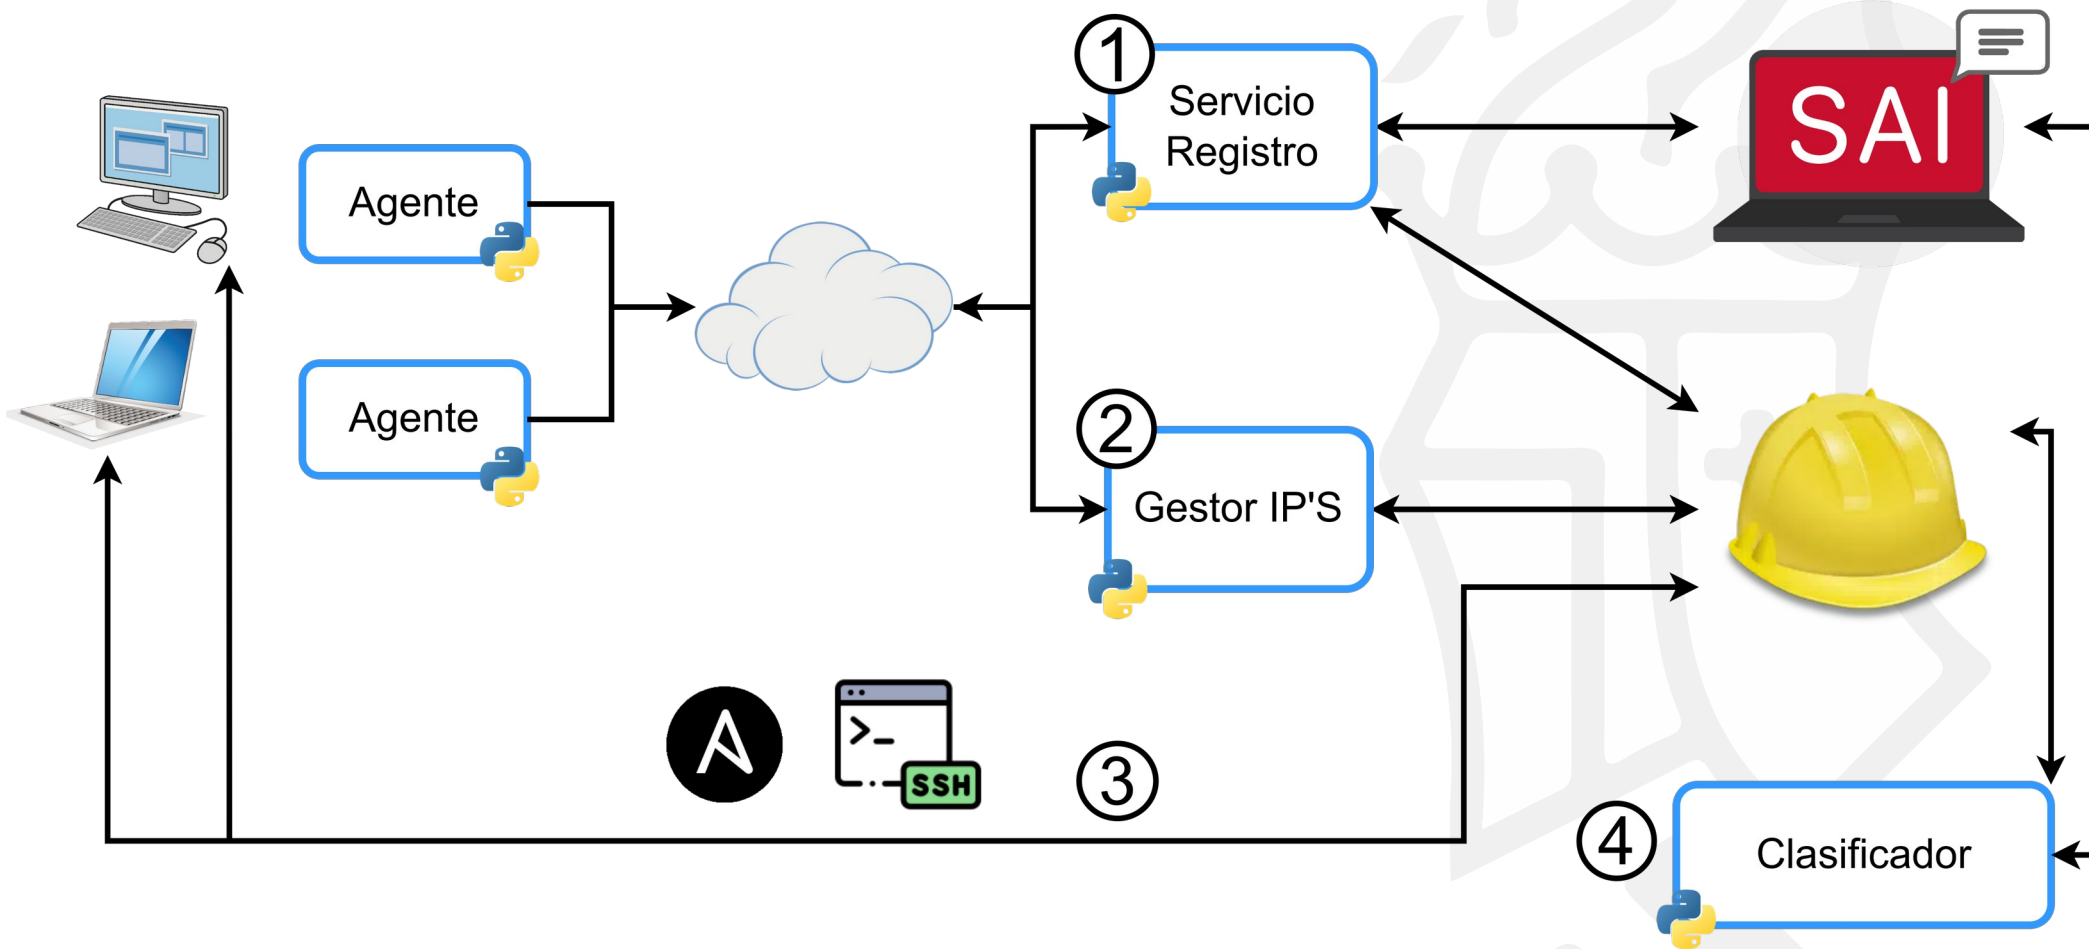 1
Servicio
Registro
SAI
Agente
Agente
2
Gestor IP'S
>_
SSH
3
4
Clasificador